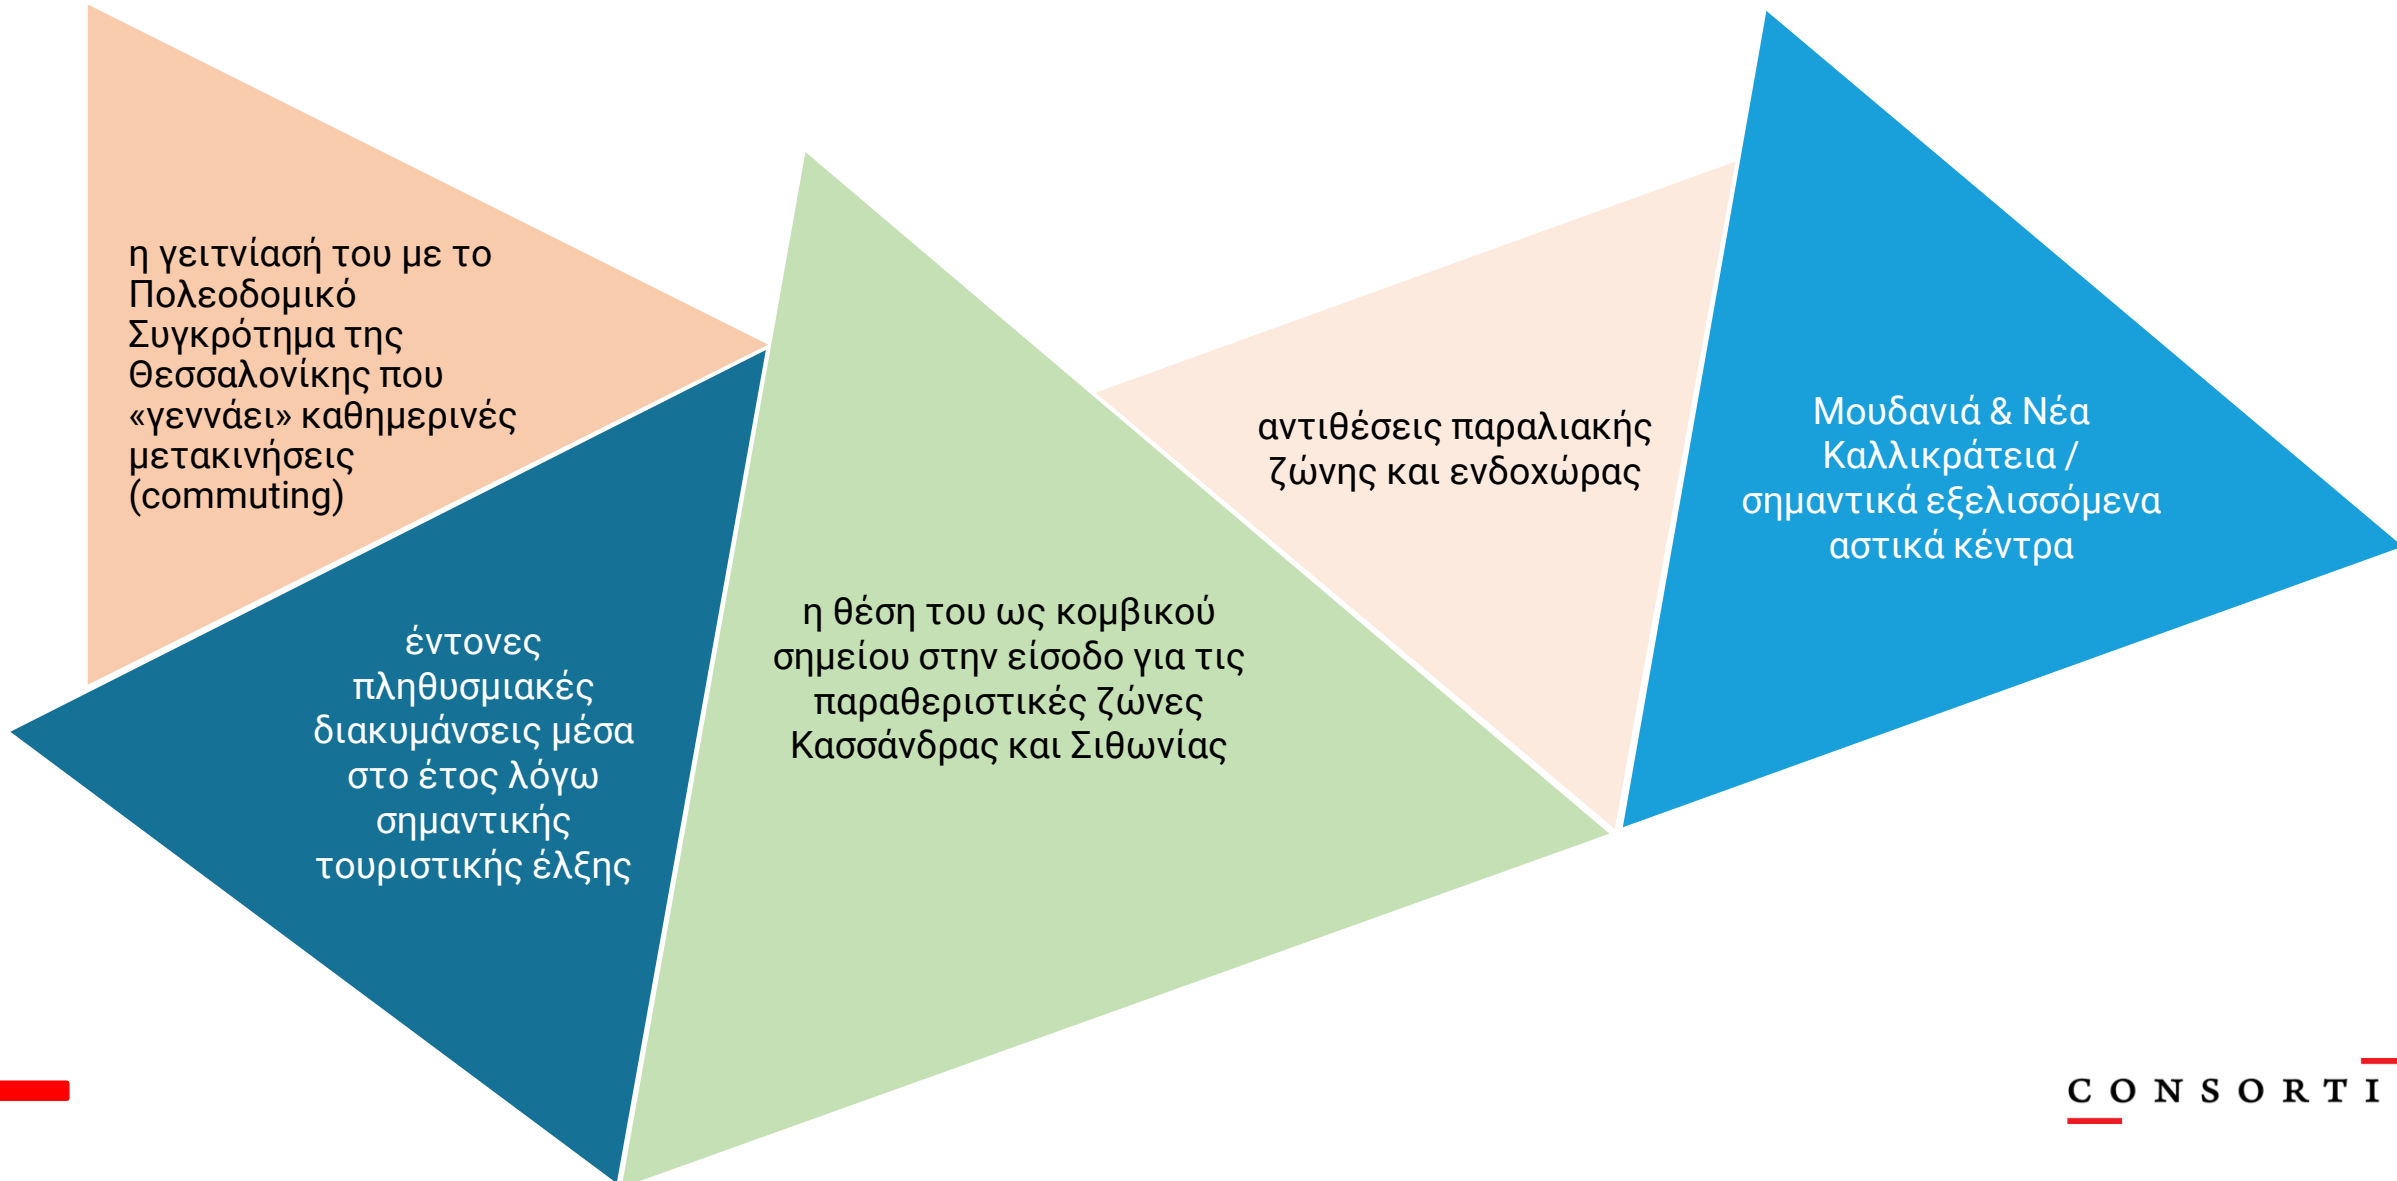 η γειτνίασή του με το
Πολεοδομικό
Συγκρότημα της
Θεσσαλονίκης που
«γεννάει» καθημερινές
μετακινήσεις
(commuting)
έντονες
πληθυσμιακές
διακυμάνσεις μέσα
στο έτος λόγω
σημαντικής
τουριστικής έλξης
η θέση του ως κομβικού
σημείου στην είσοδο για τις
παραθεριστικές ζώνες
Κασσάνδρας και Σιθωνίας
αντιθέσεις παραλιακής
ζώνης και ενδοχώρας
Μουδανιά & Νέα
Καλλικράτεια /
σημαντικά εξελισσόμενα
αστικά κέντρα
CONSORTI